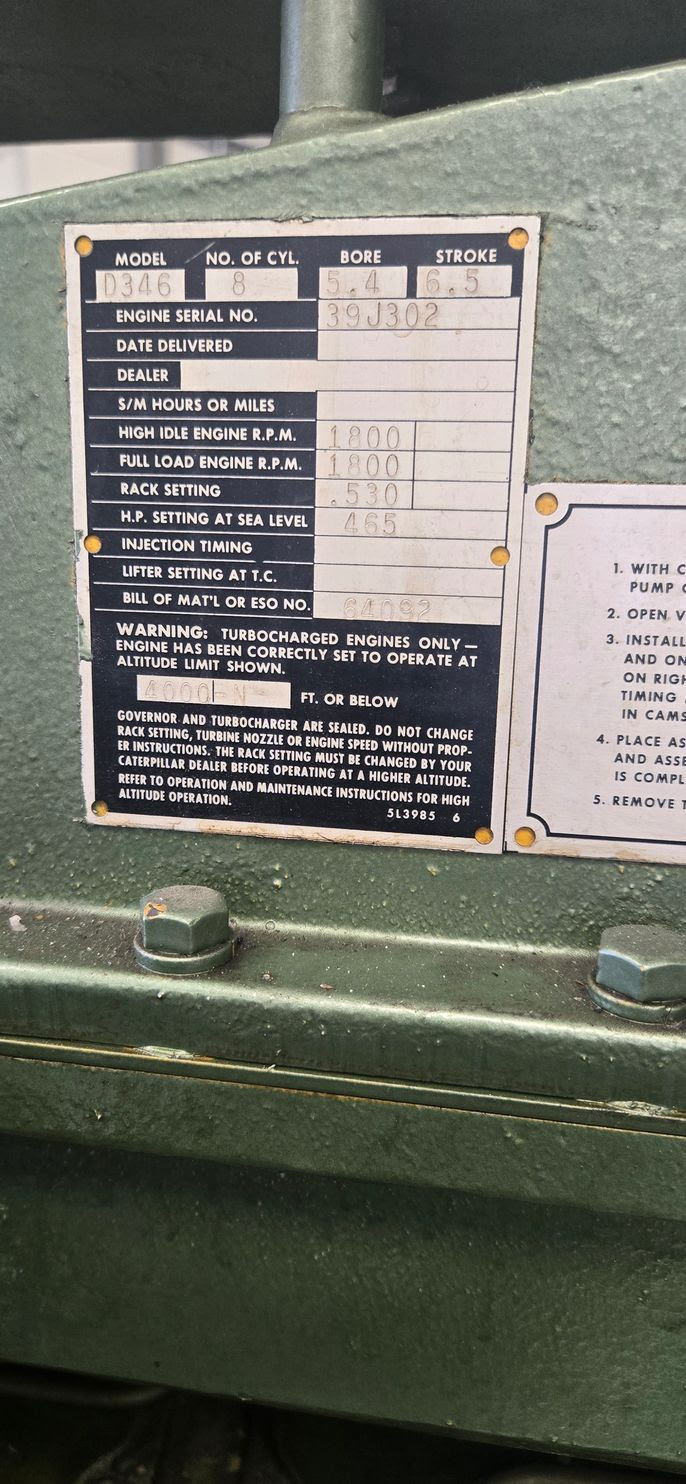 MODEL NO. OF CYL. BORE STROKE
D346 8 5.4 6.5
ENGINE SERIAL NO. 39J302
DATE DELIVERED
DEALER
S/M HOURS OR MILES
HIGH IDLE ENGINE R.P.M. 1800
FULL LOAD ENGINE R.P.M. 1800
RACK SETTING .530
H.P. SETTING AT SEA LEVEL 465
INJECTION TIMING
LIFTER SETTING AT T.C.
BILL OF MAT'L OR ESO NO. 64092
WARNING: TURBOCHARGED ENGINES ONLY—
ENGINE HAS BEEN CORRECTLY SET TO OPERATE AT
ALTITUDE LIMIT SHOWN.
4000-N FT. OR BELOW
GOVERNOR AND TURBOCHARGER ARE SEALED. DO NOT CHANGE
RACK SETTING, TURBINE NOZZLE OR ENGINE SPEED WITHOUT PROP-
ER INSTRUCTIONS. THE RACK SETTING MUST BE CHANGED BY YOUR
CATERPILLAR DEALER BEFORE OPERATING AT A HIGHER ALTITUDE.
REFER TO OPERATION AND MAINTENANCE INSTRUCTIONS FOR HIGH
ALTITUDE OPERATION.
5L3985 6
1. WITH C
PUMP
2. OPEN V
3. INSTALL
AND ON
ON RIGH
TIMING
IN CAMS
4. PLACE AS
AND ASSE
IS COMPL
5. REMOVE T